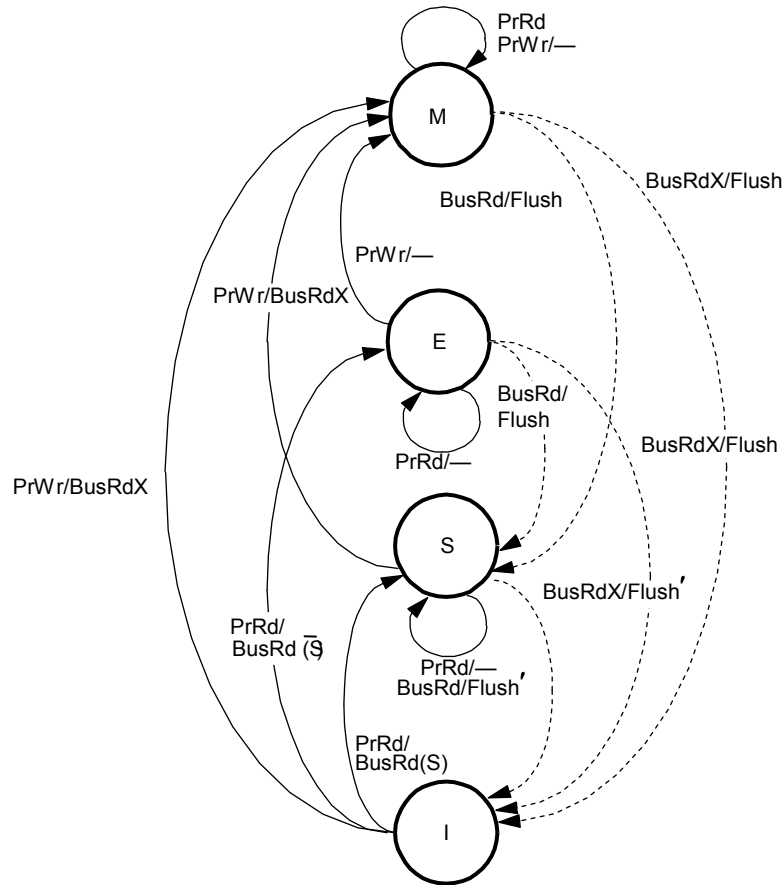 PrRd
PrWr/—
M
BusRdX/Flush
BusRd/Flush
PrWr/—
PrWr/BusRdX
E
BusRd/
Flush
BusRdX/Flush
PrRd/—
PrWr/BusRdX
S
BusRdX/Flush′
PrRd/
BusRd (S̅)
PrRd/—
BusRd/Flush′
PrRd/
BusRd(S)
I